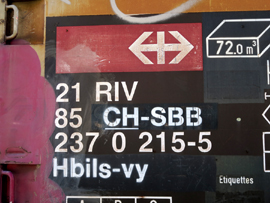 72.0 m³
21 RIV
85 CH-SBB
237 0 215-5
Hbils-vy
Etiquettes